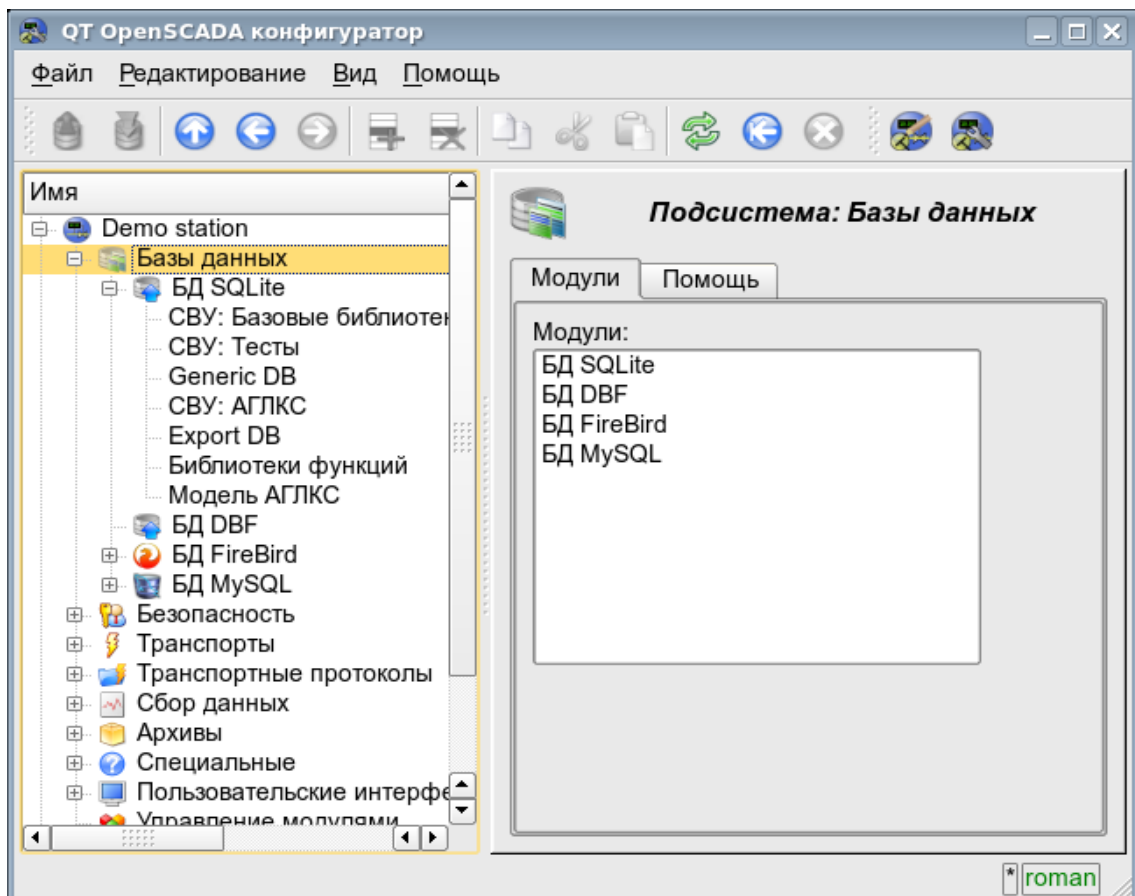 QT OpenSCADA конфигуратор
Файл Редактирование Вид Помощь
Имя
Demo station
Базы данных
БД SQLite
СВУ: Базовые библиотек
СВУ: Тесты
Generic DB
СВУ: АГЛКС
Export DB
Библиотеки функций
Модель АГЛКС
БД DBF
БД FireBird
БД MySQL
Безопасность
Транспорты
Транспортные протоколы
Сбор данных
Архивы
Специальные
Пользовательские интерфе
Управление модулями
Подсистема: Базы данных
Модули Помощь
Модули:
БД SQLite
БД DBF
БД FireBird
БД MySQL
* roman